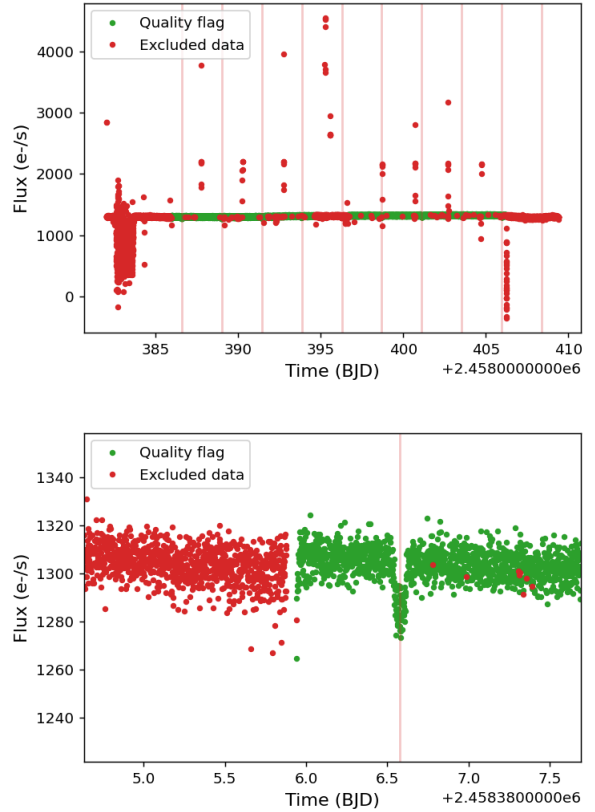 Quality flag
Excluded data
4000
3000
2000
1000
0
Flux (e-/s)
385 390 395 400 405 410
Time (BJD)
+2.4580000000e6
Quality flag
Excluded data
1340
1320
1300
1280
1260
1240
Flux (e-/s)
5.0 5.5 6.0 6.5 7.0 7.5
Time (BJD)
+2.4583800000e6